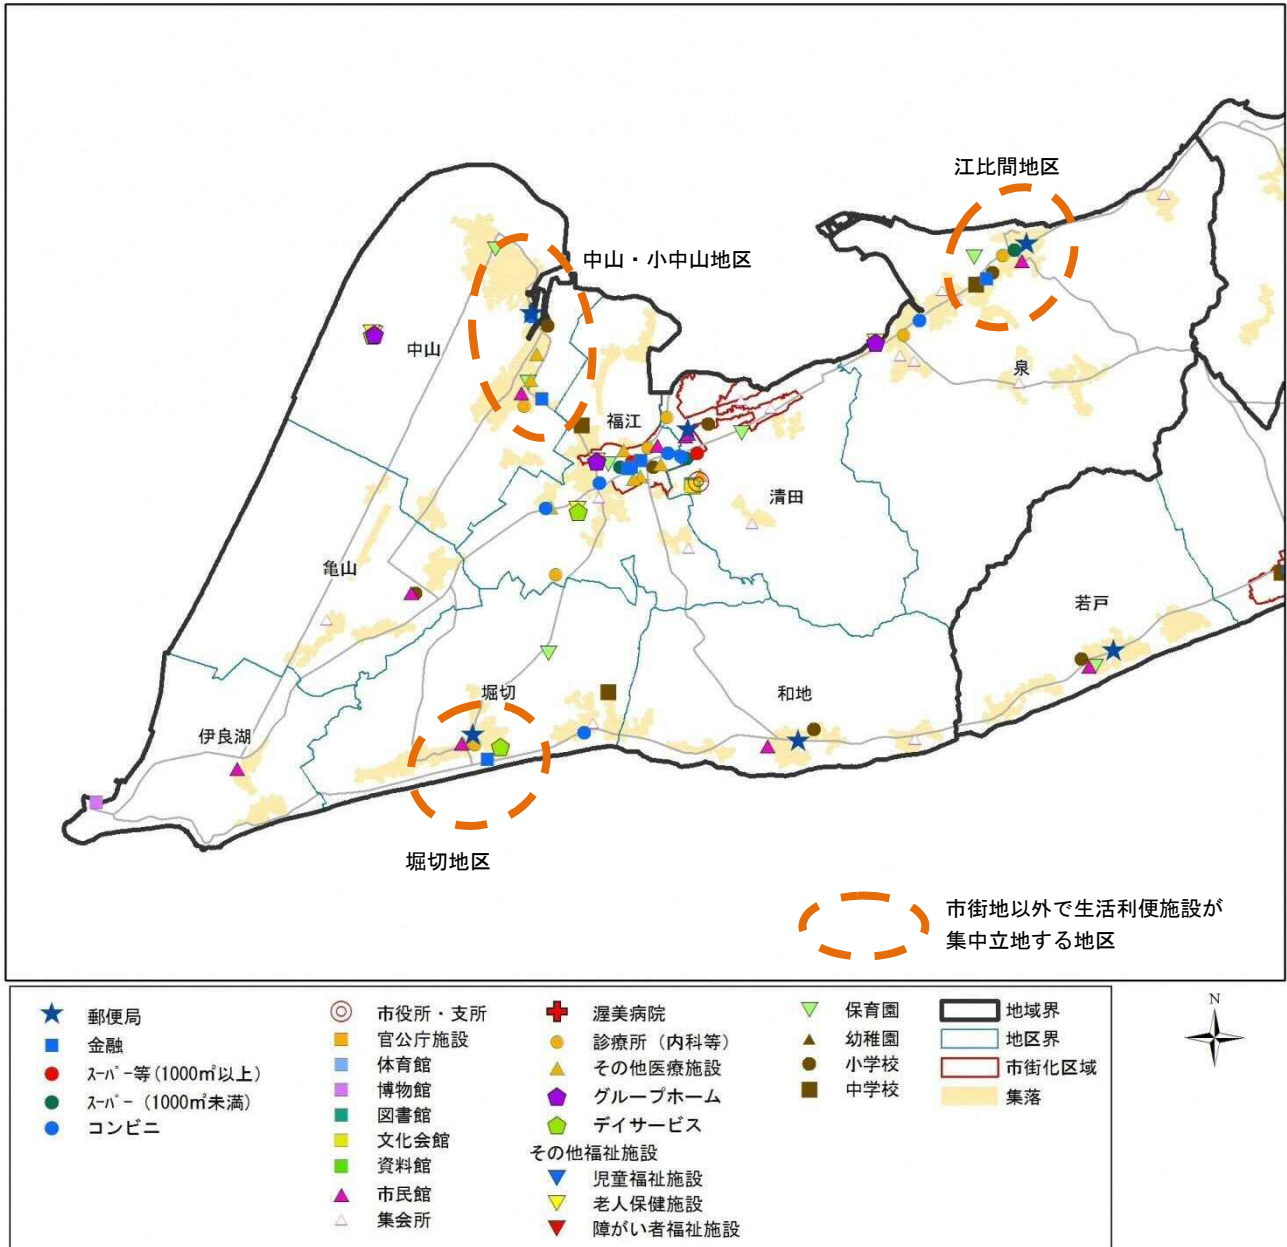 江比間地区
中山・小中山地区
中山
福江
泉
清田
亀山
若戸
堀切
和地
伊良湖
堀切地区
市街地以外で生活利便施設が
集中立地する地区
郵便局
金融
スーパー等(1000㎡以上)
スーパー (1000㎡未満)
コンビニ
市役所・支所
官公庁施設
体育館
博物館
図書館
文化会館
資料館
市民館
集会所
渥美病院
診療所(内科等)
その他医療施設
グループホーム
デイサービス
その他福祉施設
児童福祉施設
老人保健施設
障がい者福祉施設
保育園
幼稚園
小学校
中学校
地域界
地区界
市街化区域
集落
N